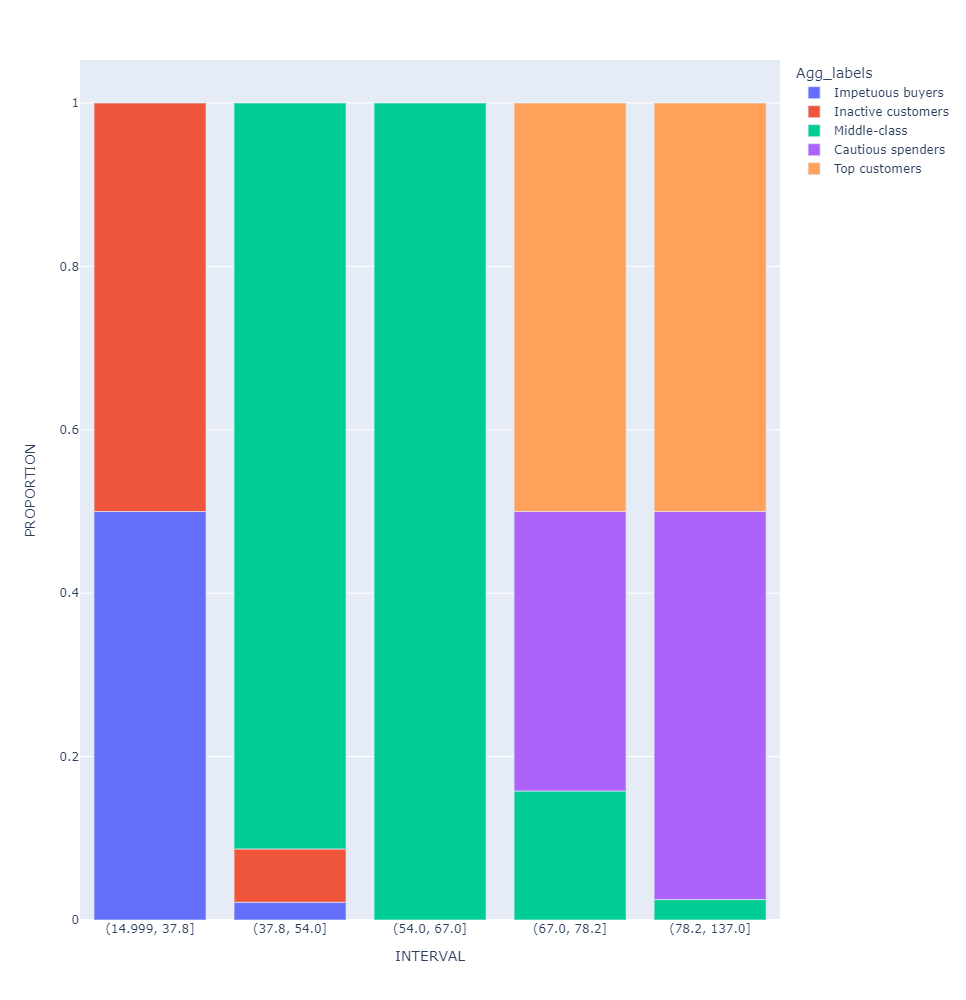 Agg_labels
Impetuous buyers
Inactive customers
Middle-class
Cautious spenders
Top customers
PROPORTION
1
0.8
0.6
0.4
0.2
0
(14.999, 37.8]
(37.8, 54.0]
(54.0, 67.0]
(67.0, 78.2]
(78.2, 137.0]
INTERVAL